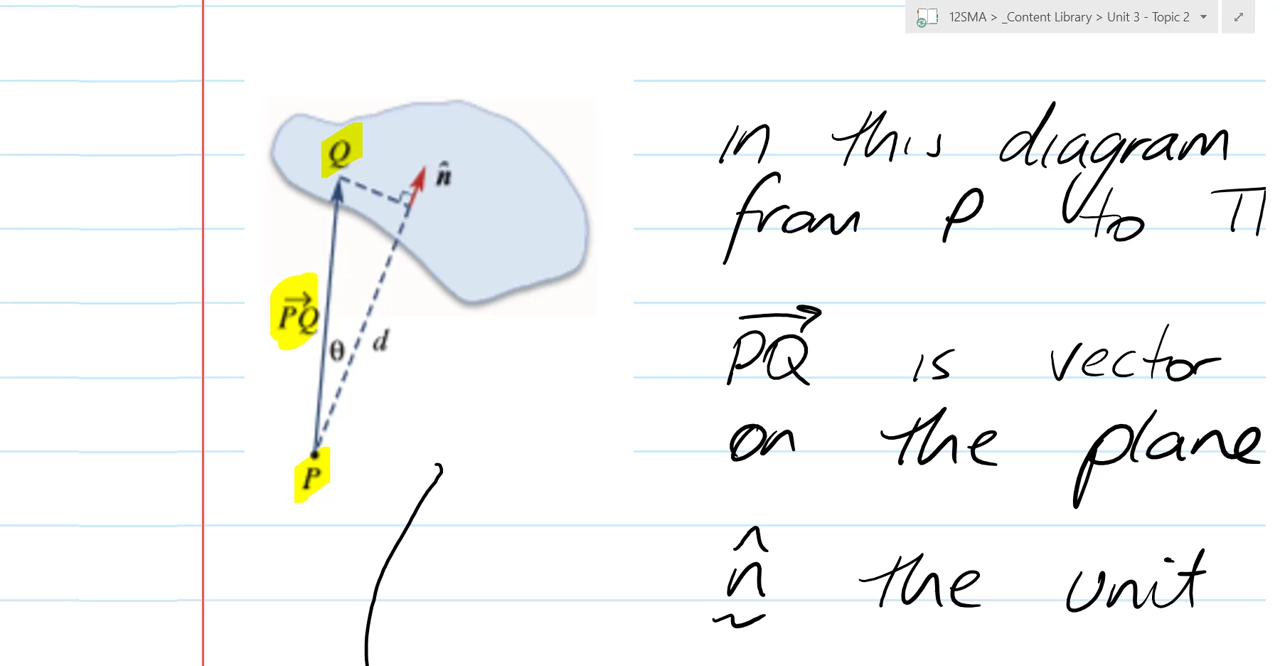 12SMA > _Content Library > Unit 3 - Topic 2
Q
n̂
PQ⃗
θ
d
P
in this diagram
from P to Π
PQ⃗ is vector
on the plane
n̂ the unit